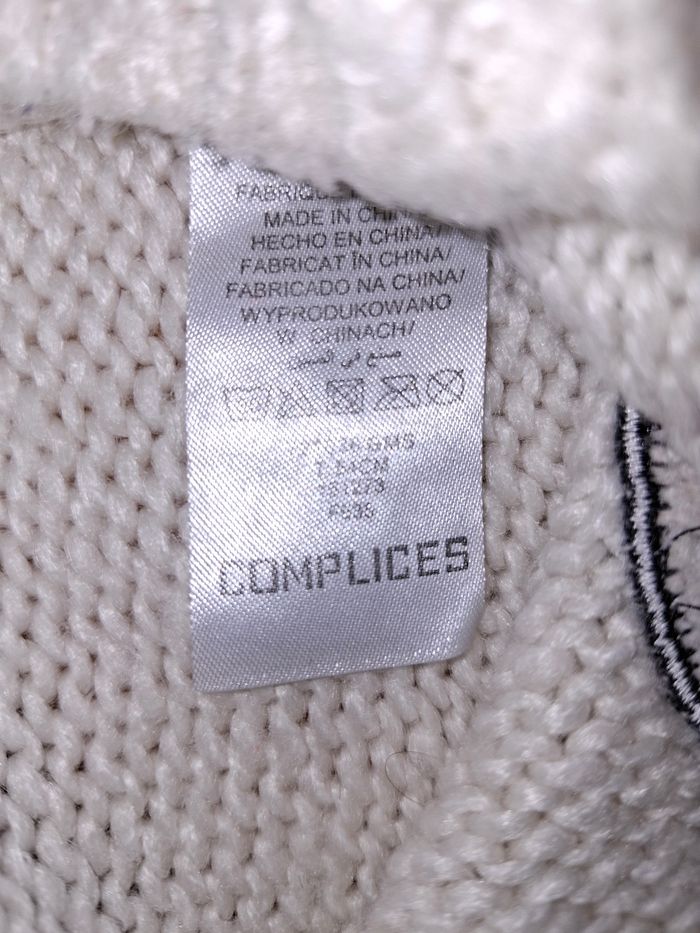 MADE IN CHINA/
HECHO EN CHINA/
FABRICAT ÎN CHINA/
FABRICADO NA CHINA/
WYPRODUKOWANO
W CHINACH/
صنع في الصين
COMPLICES